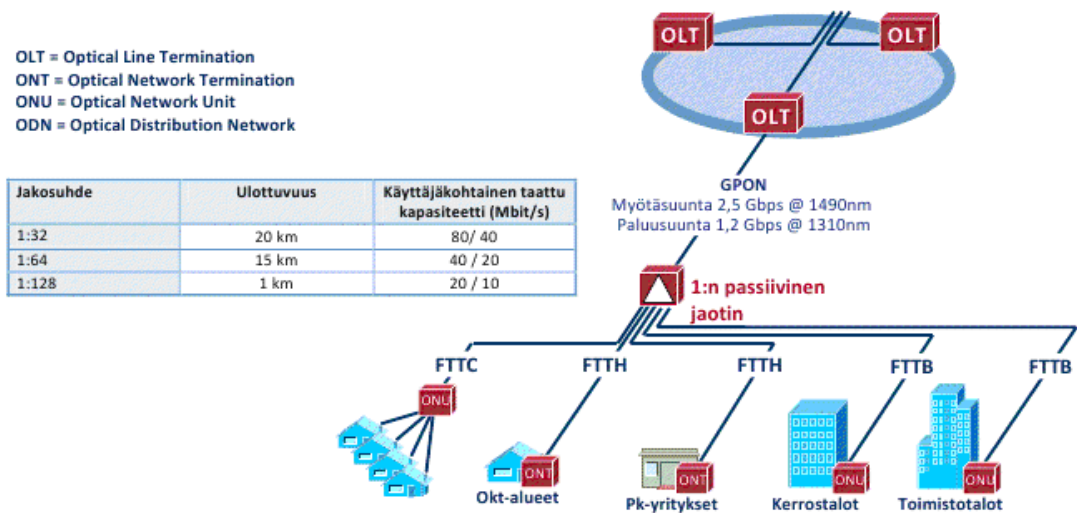 OLT = Optical Line Termination
ONT = Optical Network Termination
ONU = Optical Network Unit
ODN = Optical Distribution Network
OLT
OLT
OLT
Jakosuhde Ulottuvuus Käyttäjäkohtainen taattu
kapasiteetti (Mbit/s)
1:32 20 km 80/ 40
1:64 15 km 40 / 20
1:128 1 km 20 / 10
GPON
Myötäsuunta 2,5 Gbps @ 1490nm
Paluusuunta 1,2 Gbps @ 1310nm
1:n passiivinen
jaotin
FTTC FTTH FTTH FTTB FTTB
ONU
ONT
ONT
ONU
ONU
Okt-alueet
Pk-yritykset
Kerrostalot
Toimistotalot